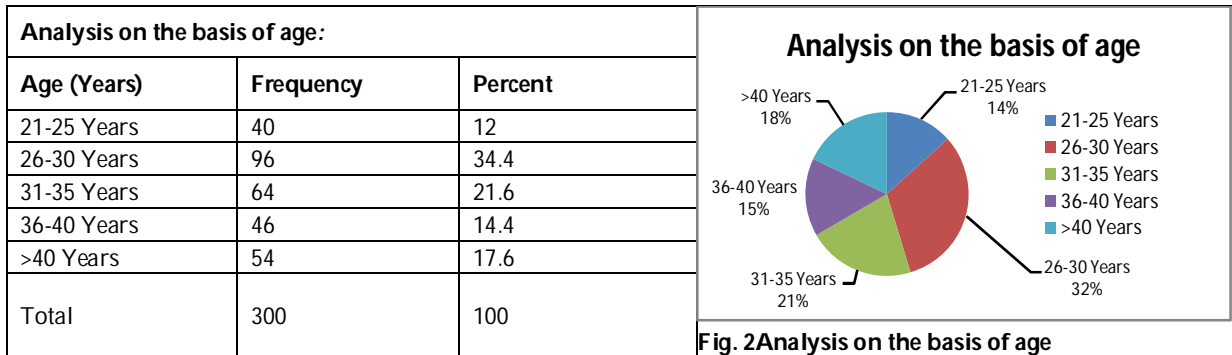 Analysis on the basis of age:
Age (Years) Frequency Percent
21-25 Years 40 12
26-30 Years 96 34.4
31-35 Years 64 21.6
36-40 Years 46 14.4
>40 Years 54 17.6
Total 300 100
Analysis on the basis of age
21-25 Years
14%
>40 Years
18%
36-40 Years
15%
31-35 Years
21%
26-30 Years
32%
21-25 Years
26-30 Years
31-35 Years
36-40 Years
>40 Years
Fig. 2Analysis on the basis of age